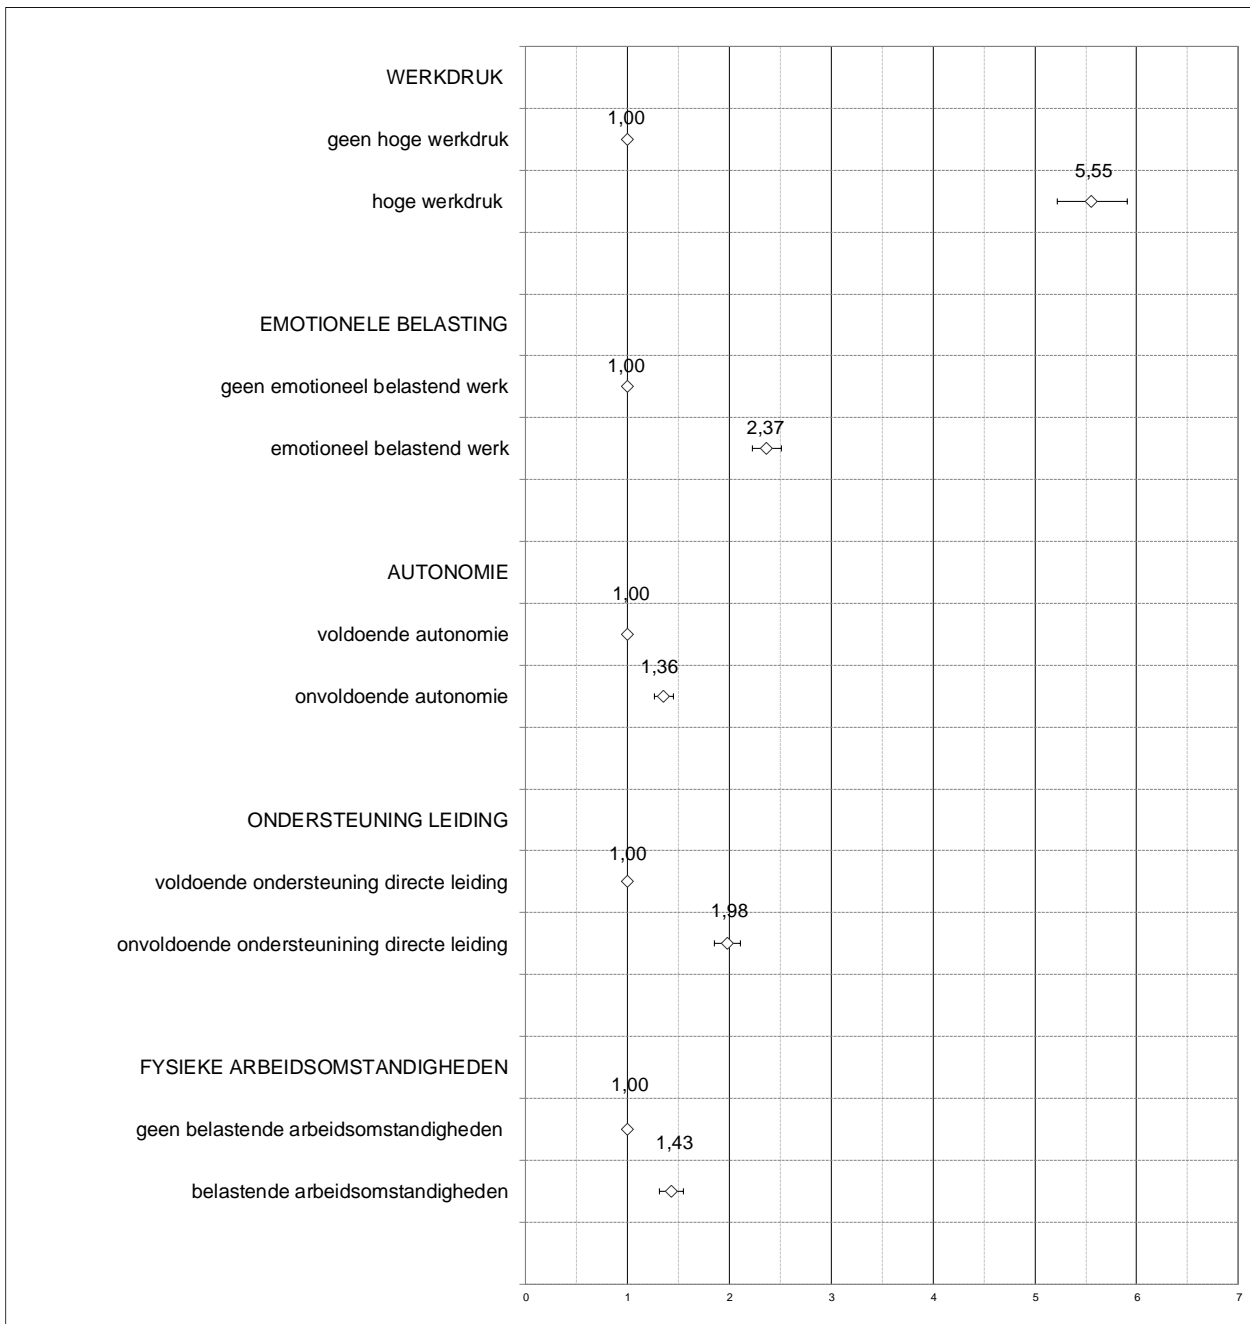 WERKDRUK
1,00
geen hoge werkdruk
5,55
hoge werkdruk
EMOTIONELE BELASTING
1,00
geen emotioneel belastend werk
2,37
emotioneel belastend werk
AUTONOMIE
1,00
voldoende autonomie
1,36
onvoldoende autonomie
ONDERSTEUNING LEIDING
1,00
voldoende ondersteuning directe leiding
1,98
onvoldoende ondersteunining directe leiding
FYSIEKE ARBEIDSOMSTANDIGHEDEN
1,00
geen belastende arbeidsomstandigheden
1,43
belastende arbeidsomstandigheden
0 1 2 3 4 5 6 7